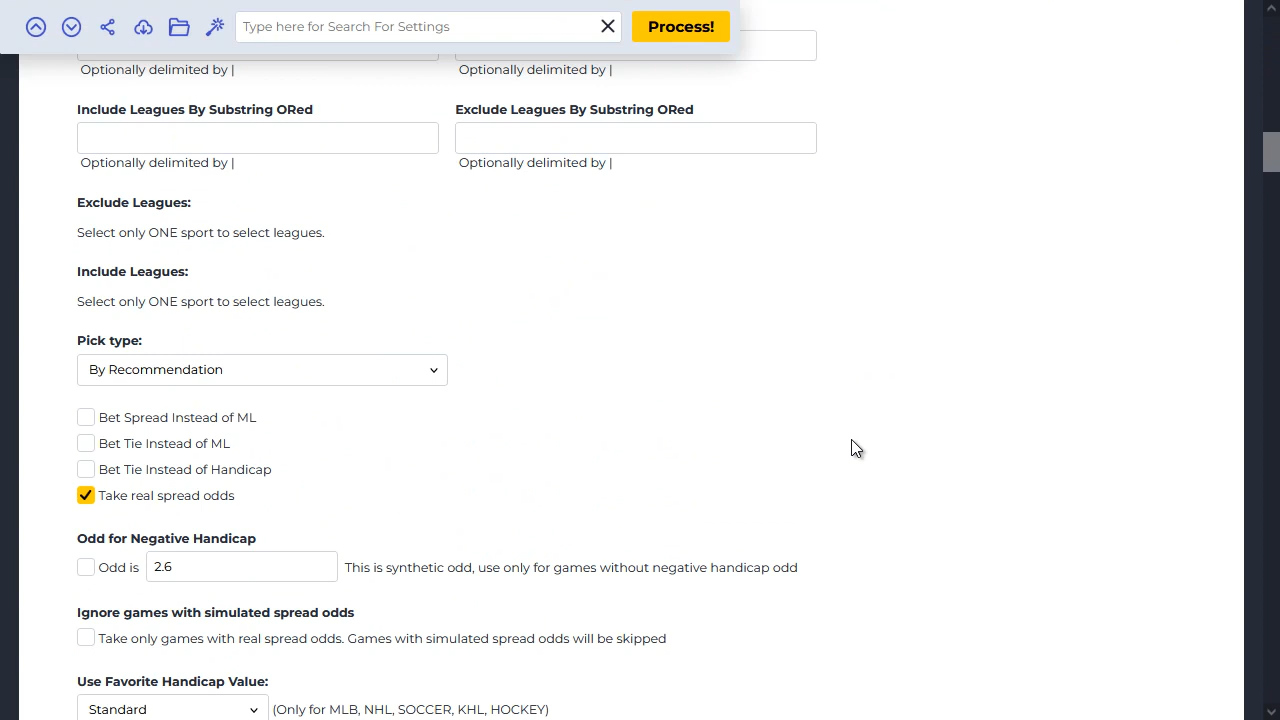 Type here for Search For Settings
Process!
Optionally delimited by |
Optionally delimited by |
Include Leagues By Substring ORed
Exclude Leagues By Substring ORed
Optionally delimited by |
Optionally delimited by |
Exclude Leagues:
Select only ONE sport to select leagues.
Include Leagues:
Select only ONE sport to select leagues.
Pick type:
By Recommendation
Bet Spread Instead of ML
Bet Tie Instead of ML
Bet Tie Instead of Handicap
Take real spread odds
Odd for Negative Handicap
Odd is 2.6 This is synthetic odd, use only for games without negative handicap odd
Ignore games with simulated spread odds
Take only games with real spread odds. Games with simulated spread odds will be skipped
Use Favorite Handicap Value:
Standard (Only for MLB, NHL, SOCCER, KHL, HOCKEY)